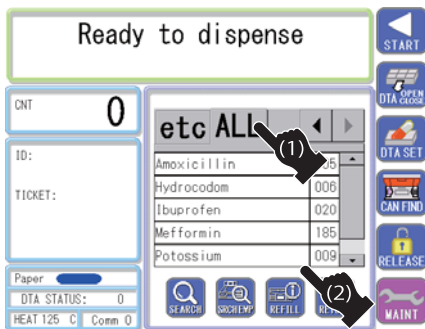 Ready to dispense
START
DTA OPEN CLOSE
DTA SET
CAN FIND
RELEASE
MAINT
CNT 0
ID:
TICKET:
Paper
DTA STATUS: 0
HEAT 125 C Comm 0
etc ALL
(1)
Amoxicillin
Hydrocodom 006
Ibuprofen 020
Mefformin 185
Potossium 009
SEARCH SRCHEMP REFILL
(2)